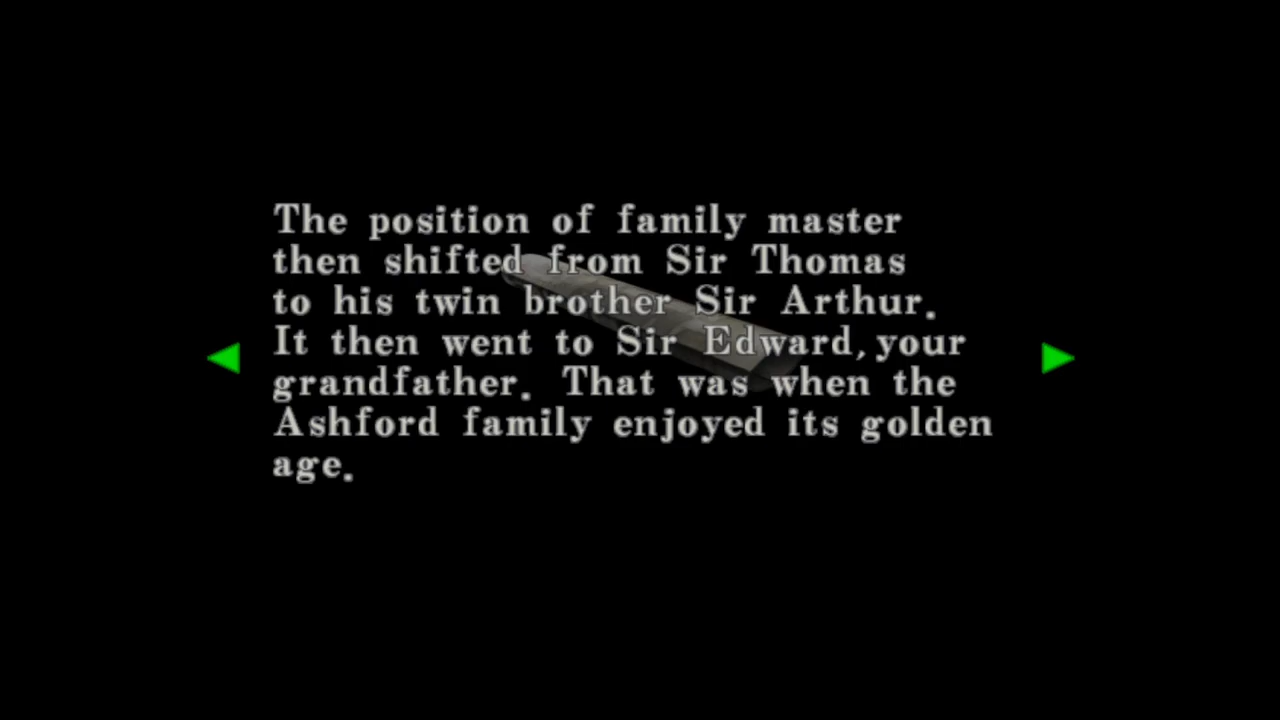 The position of family master
then shifted from Sir Thomas
to his twin brother Sir Arthur.
It then went to Sir Edward, your
grandfather. That was when the
Ashford family enjoyed its golden
age.